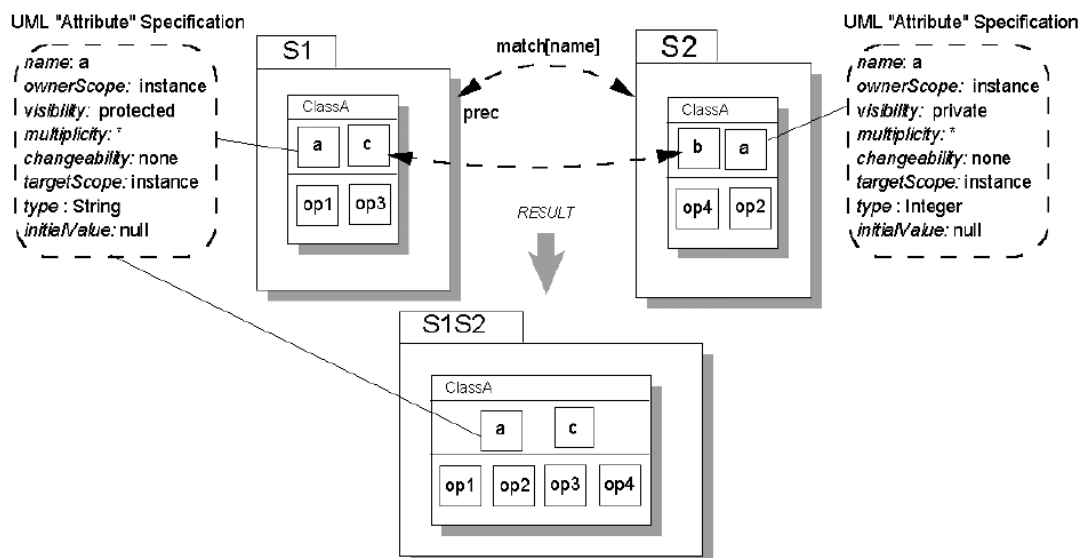 UML "Attribute" Specification
name: a
ownerScope: instance
visibility: protected
multiplicity: *
changeability: none
targetScope: instance
type : String
initialValue: null
S1
ClassA
a c
op1 op3
match[name]
prec
RESULT
S2
ClassA
b a
op4 op2
UML "Attribute" Specification
name: a
ownerScope: instance
visibility: private
multiplicity: *
changeability: none
targetScope: instance
type : Integer
initialValue: null
S1S2
ClassA
a c
op1 op2 op3 op4